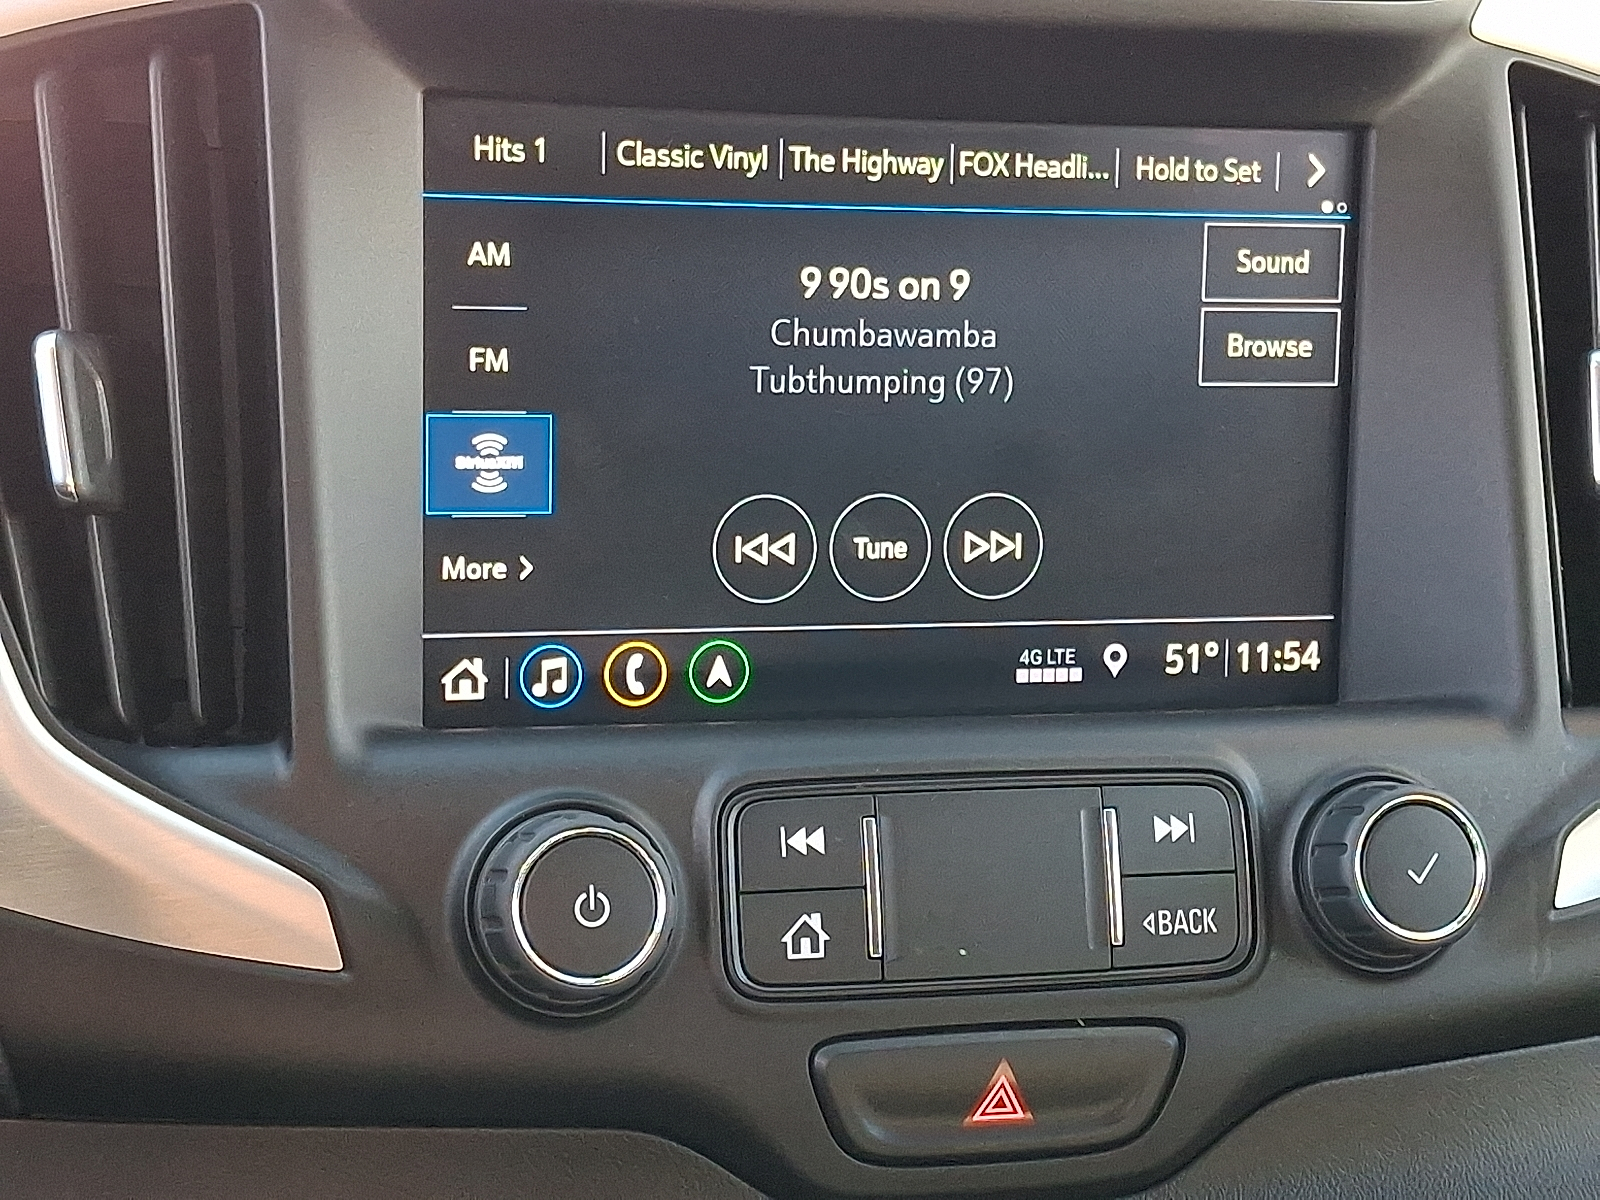 Hits 1 | Classic Vinyl | The Highway | FOX Headli... | Hold to Set
AM
FM
SiriusXM
More
9 90s on 9
Chumbawamba
Tubthumping (97)
Sound
Browse
Tune
4G LTE
51° | 11:54
BACK